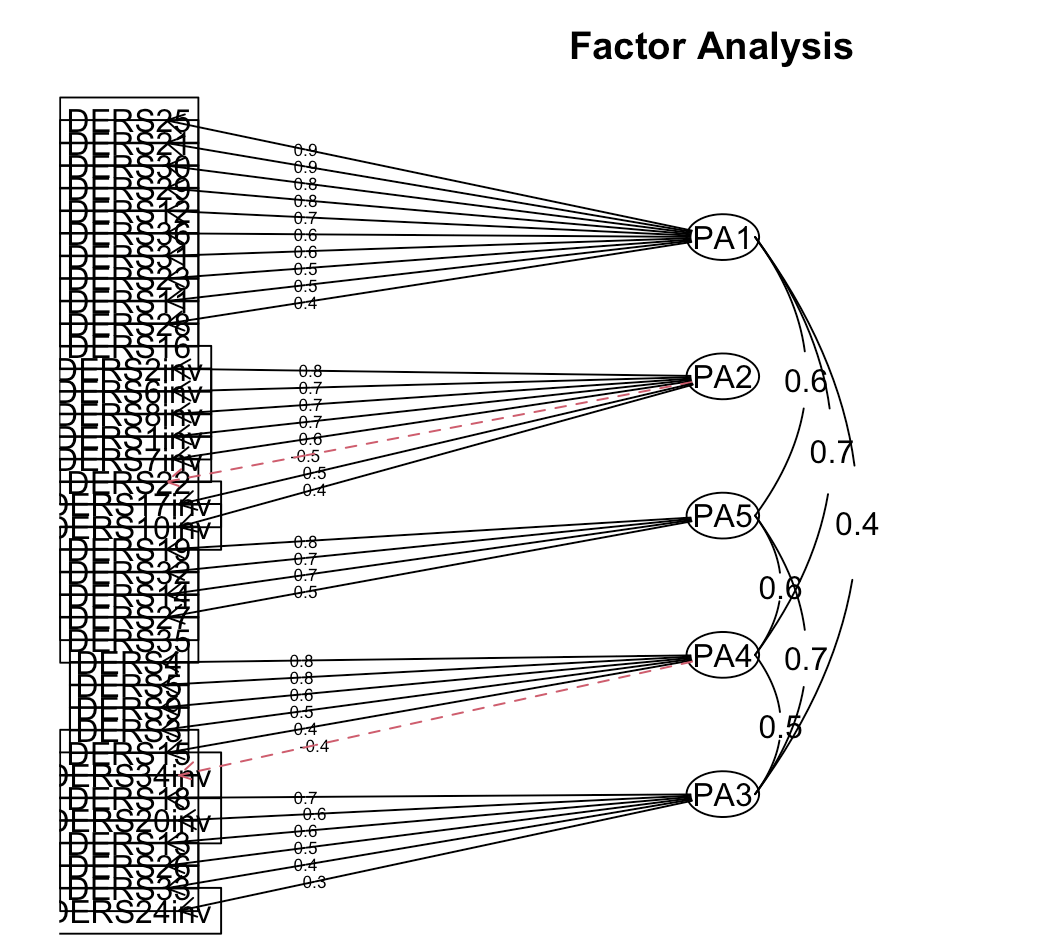 Factor Analysis
DERS25
DERS21
DERS30
DERS29
DERS12
DERS36
DERS31
DERS23
DERS11
DERS28
DERS16
DERS2inv
DERS6inv
DERS8inv
DERS1inv
DERS7inv
DERS22
DERS17inv
DERS10inv
DERS19
DERS32
DERS14
DERS27
DERS35
DERS4
DERS5
DERS9
DERS3
DERS15
DERS34inv
DERS18
DERS20inv
DERS13
DERS26
DERS33
DERS24inv
0.9
0.9
0.8
0.8
0.7
0.6
0.6
0.5
0.5
0.4
0.8
0.7
0.7
0.7
0.6
-0.5
0.5
0.4
0.8
0.7
0.7
0.5
0.8
0.8
0.6
0.5
0.4
-0.4
0.7
0.6
0.6
0.5
0.4
0.3
PA1
PA2
PA5
PA4
PA3
0.6
0.7
0.4
0.6
0.7
0.5